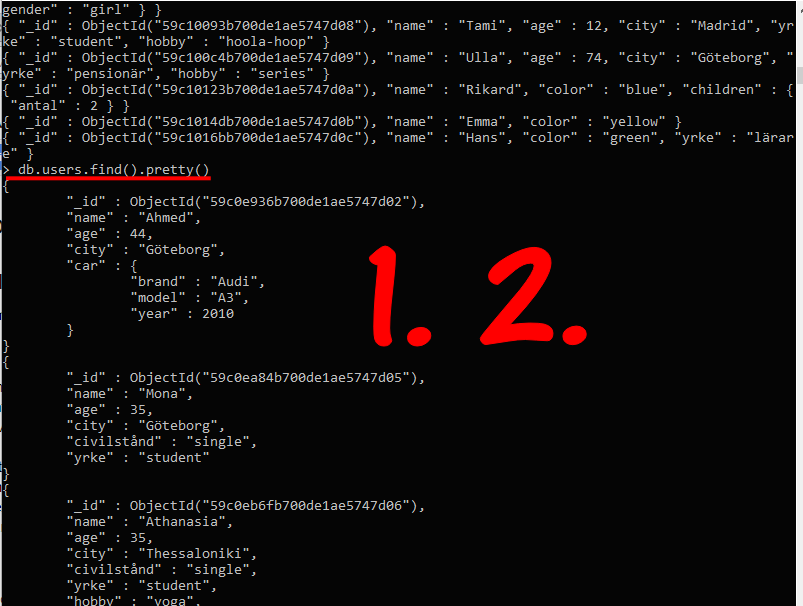 gender" : "girl" } }
{ "_id" : ObjectId("59c10093b700de1ae5747d08"), "name" : "Tami", "age" : 12, "city" : "Madrid", "yr
ke" : "student", "hobby" : "hoola-hoop" }
{ "_id" : ObjectId("59c100c4b700de1ae5747d09"), "name" : "Ulla", "age" : 74, "city" : "Göteborg", "
yrke" : "pensionär", "hobby" : "series" }
{ "_id" : ObjectId("59c10123b700de1ae5747d0a"), "name" : "Rikard", "color" : "blue", "children" : {
"antal" : 2 } }
{ "_id" : ObjectId("59c1014db700de1ae5747d0b"), "name" : "Emma", "color" : "yellow" }
{ "_id" : ObjectId("59c1016bb700de1ae5747d0c"), "name" : "Hans", "color" : "green", "yrke" : "lärar
e" }
> db.users.find().pretty()
{
"_id" : ObjectId("59c0e936b700de1ae5747d02"),
"name" : "Ahmed",
"age" : 44,
"city" : "Göteborg",
"car" : {
"brand" : "Audi",
"model" : "A3",
"year" : 2010
}
}
1. 2.
{
"_id" : ObjectId("59c0ea84b700de1ae5747d05"),
"name" : "Mona",
"age" : 35,
"city" : "Göteborg",
"civilstånd" : "single",
"yrke" : "student"
}
{
"_id" : ObjectId("59c0eb6fb700de1ae5747d06"),
"name" : "Athanasia",
"age" : 35,
"city" : "Thessaloniki",
"civilstånd" : "single",
"yrke" : "student",
"hobby" : "yoga",